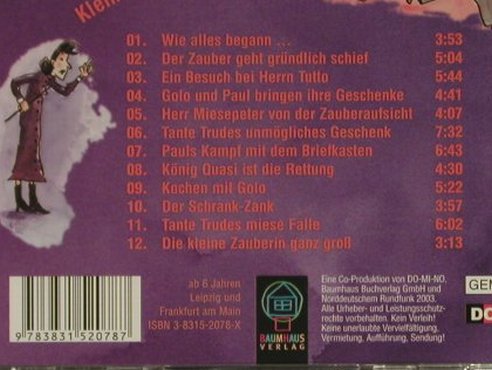 Klein
01. Wie alles begann ... 3:53
02. Der Zauber geht gründlich schief 5:04
03. Ein Besuch bei Herrn Tutto 5:44
04. Golo und Paul bringen ihre Geschenke 4:41
05. Herr Miesepeter von der Zauberaufsicht 4:07
06. Tante Trudes unmögliches Geschenk 7:32
07. Pauls Kampf mit dem Briefkasten 6:43
08. König Quasi ist die Rettung 4:30
09. Kochen mit Golo 5:22
10. Der Schrank-Zank 3:57
11. Tante Trudes miese Falle 6:02
12. Die kleine Zauberin ganz groß 3:13
ab 6 Jahren
Leipzig und
Frankfurt am Main
ISBN 3-8315-2078-X
9 783831 520787
BAUMHAUS
VERLAG
Eine Co-Produktion von DO-MI-NO,
Baumhaus Buchverlag GmbH und
Norddeutschem Rundfunk 2003.
Alle Urheber- und Leistungsschutz-
rechte vorbehalten. Kein Verleih!
Keine unerlaubte Vervielfältigung,
Vermietung, Aufführung, Sendung!
GEM
DO